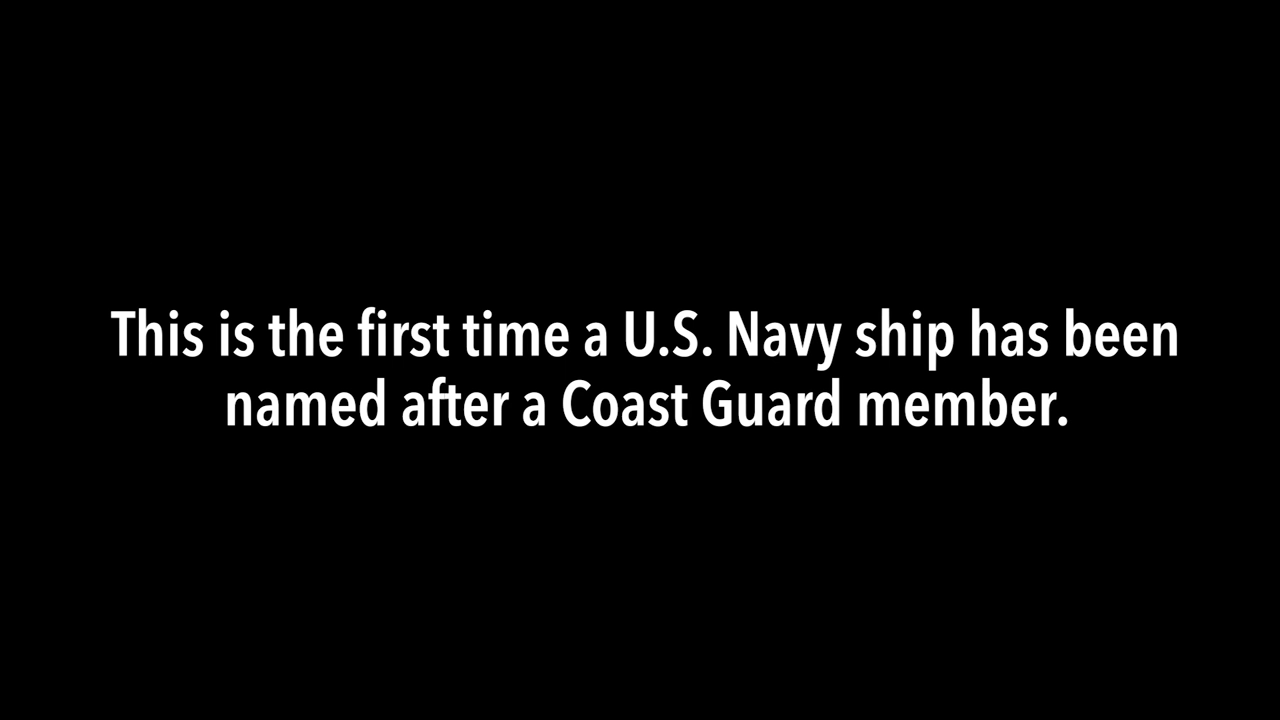 This is the first time a U.S. Navy ship has been
named after a Coast Guard member.